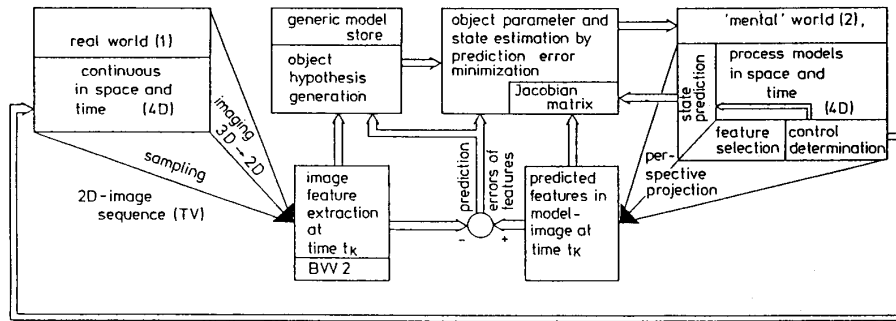 real world (1)
continuous
in space and
time (4D)
imaging
3D → 2D
sampling
2D-image
sequence (TV)
generic model
store
object
hypothesis
generation
object parameter and
state estimation by
prediction error
minimization
Jacobian
matrix
'mental' world (2),
state
prediction
process models
in space and
time
(4D)
feature
selection
control
determination
per-
spective
projection
image
feature
extraction
at
time tK
BVV 2
prediction
errors of
features
-
+
predicted
features in
model-
image at
time tK